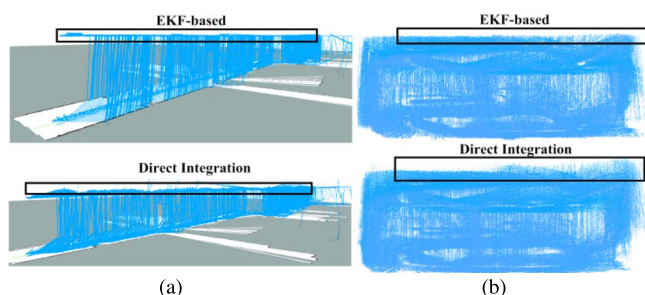 EKF-based
EKF-based
Direct Integration
Direct Integration
(a)
(b)